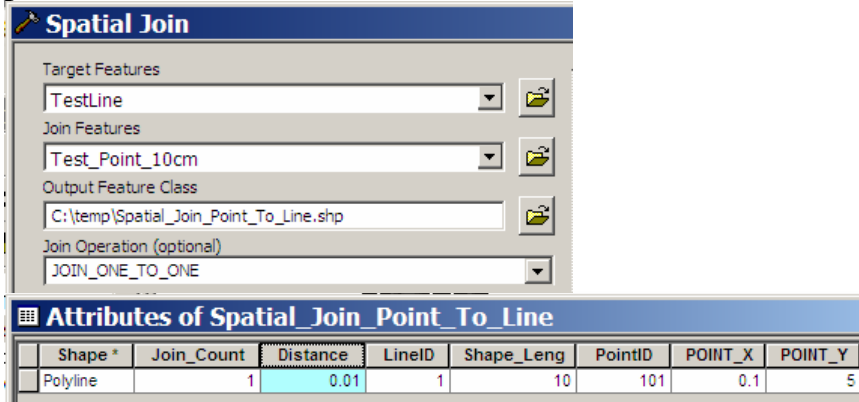 Spatial Join
Target Features
TestLine
Join Features
Test_Point_10cm
Output Feature Class
C:\temp\Spatial_Join_Point_To_Line.shp
Join Operation (optional)
JOIN_ONE_TO_ONE
Attributes of Spatial_Join_Point_To_Line
Shape * Join_Count Distance LineID Shape_Leng PointID POINT_X POINT_Y
Polyline 1 0.01 1 10 101 0.1 5